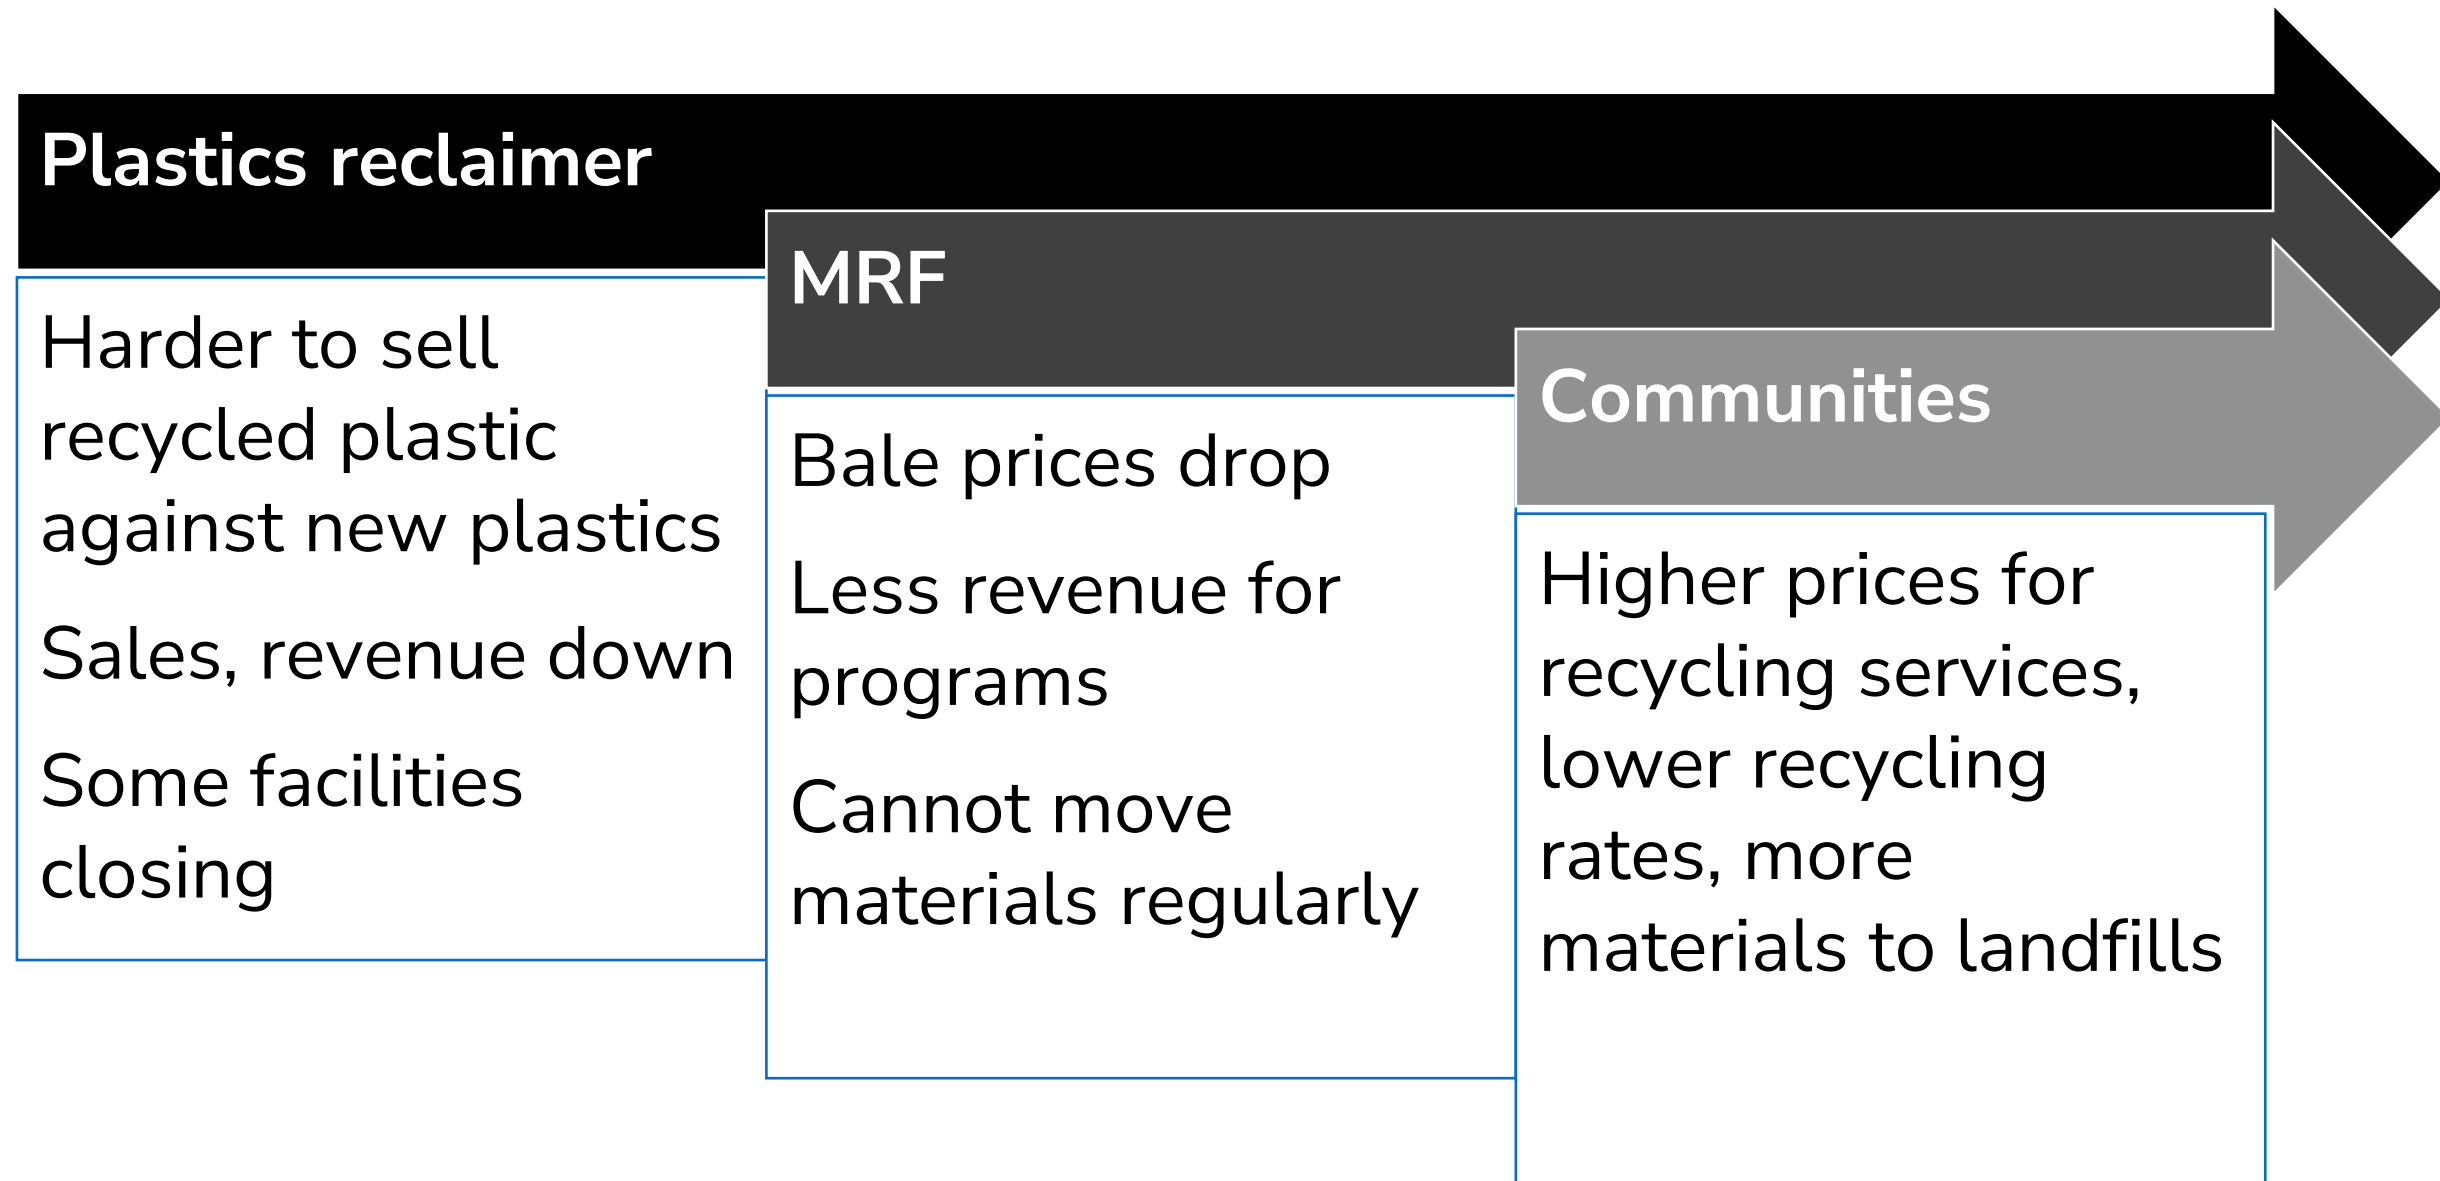 Plastics reclaimer
Harder to sell
recycled plastic
against new plastics
Sales, revenue down
Some facilities
closing
MRF
Bale prices drop
Less revenue for
programs
Cannot move
materials regularly
Communities
Higher prices for
recycling services,
lower recycling
rates, more
materials to landfills